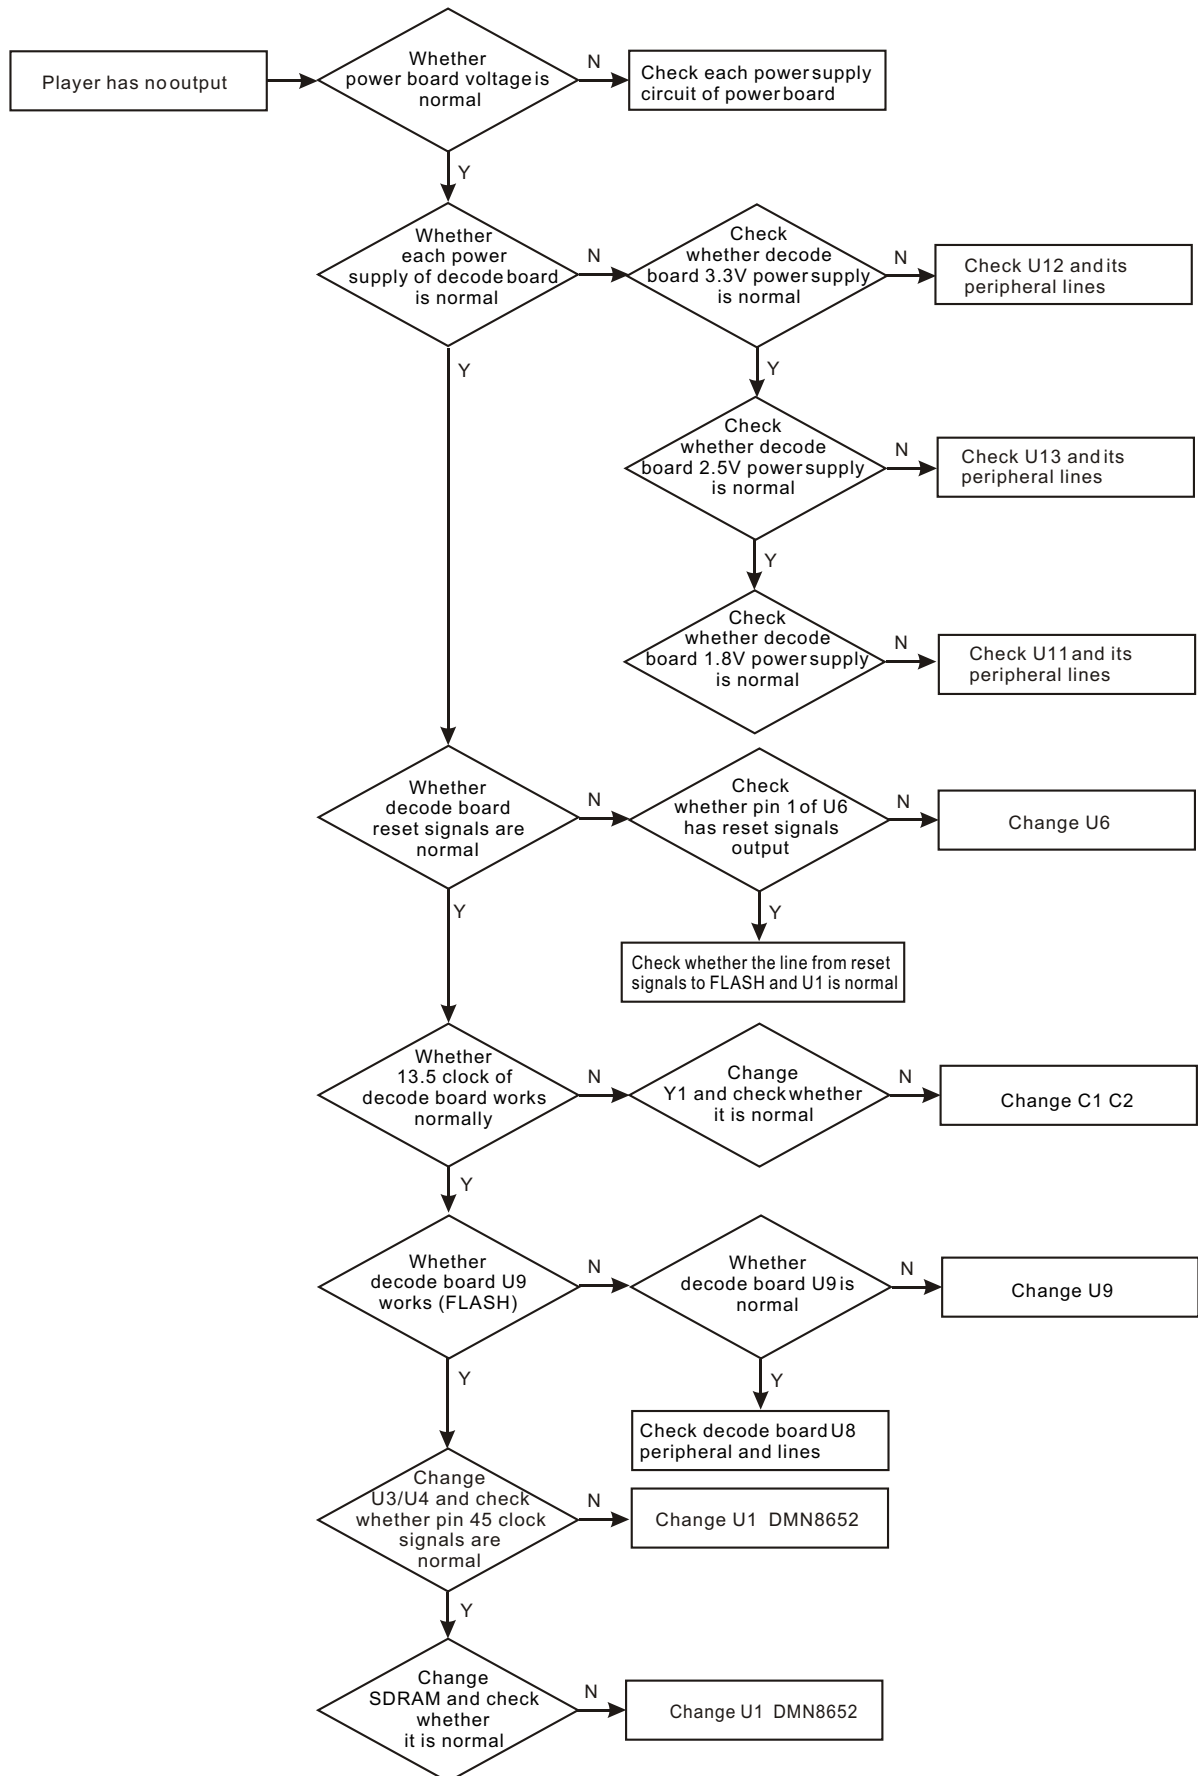 Player has no output
Whether
power board voltage is
normal
N
Check each power supply
circuit of power board
Y
Whether
each power
supply of decode board
is normal
N
Check
whether decode
board 3.3V power supply
is normal
N
Check U12 and its
peripheral lines
Y
Y
Check
whether decode
board 2.5V power supply
is normal
N
Check U13 and its
peripheral lines
Y
Check
whether decode
board 1.8V power supply
is normal
N
Check U11 and its
peripheral lines
Whether
decode board
reset signals are
normal
N
Check
whether pin 1 of U6
has reset signals
output
N
Change U6
Y
Y
Check whether the line from reset
signals to FLASH and U1 is normal
Whether
13.5 clock of
decode board works
normally
N
Change
Y1 and check whether
it is normal
N
Change C1 C2
Y
Whether
decode board U9
works (FLASH)
N
Whether
decode board U9 is
normal
N
Change U9
Y
Y
Check decode board U8
peripheral and lines
Change
U3/U4 and check
whether pin 45 clock
signals are
normal
N
Change U1 DMN8652
Y
Change
SDRAM and check
whether
it is normal
N
Change U1 DMN8652